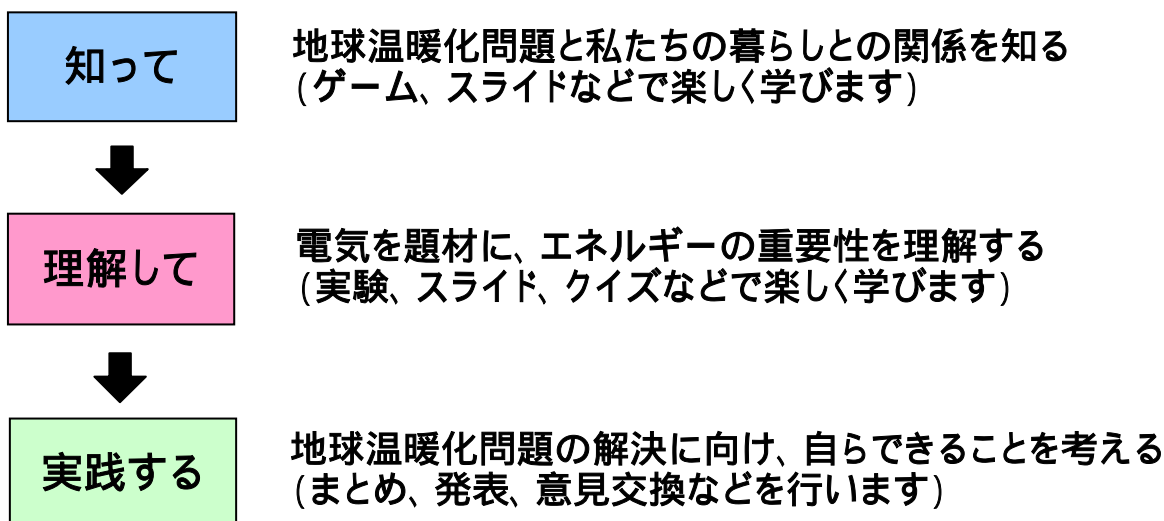 知って
地球温暖化問題と私たちの暮らしとの関係を知る
(ゲーム、スライドなどで楽しく学びます)
理解して
電気を題材に、エネルギーの重要性を理解する
(実験、スライド、クイズなどで楽しく学びます)
実践する
地球温暖化問題の解決に向け、自らできることを考える
(まとめ、発表、意見交換などを行います)